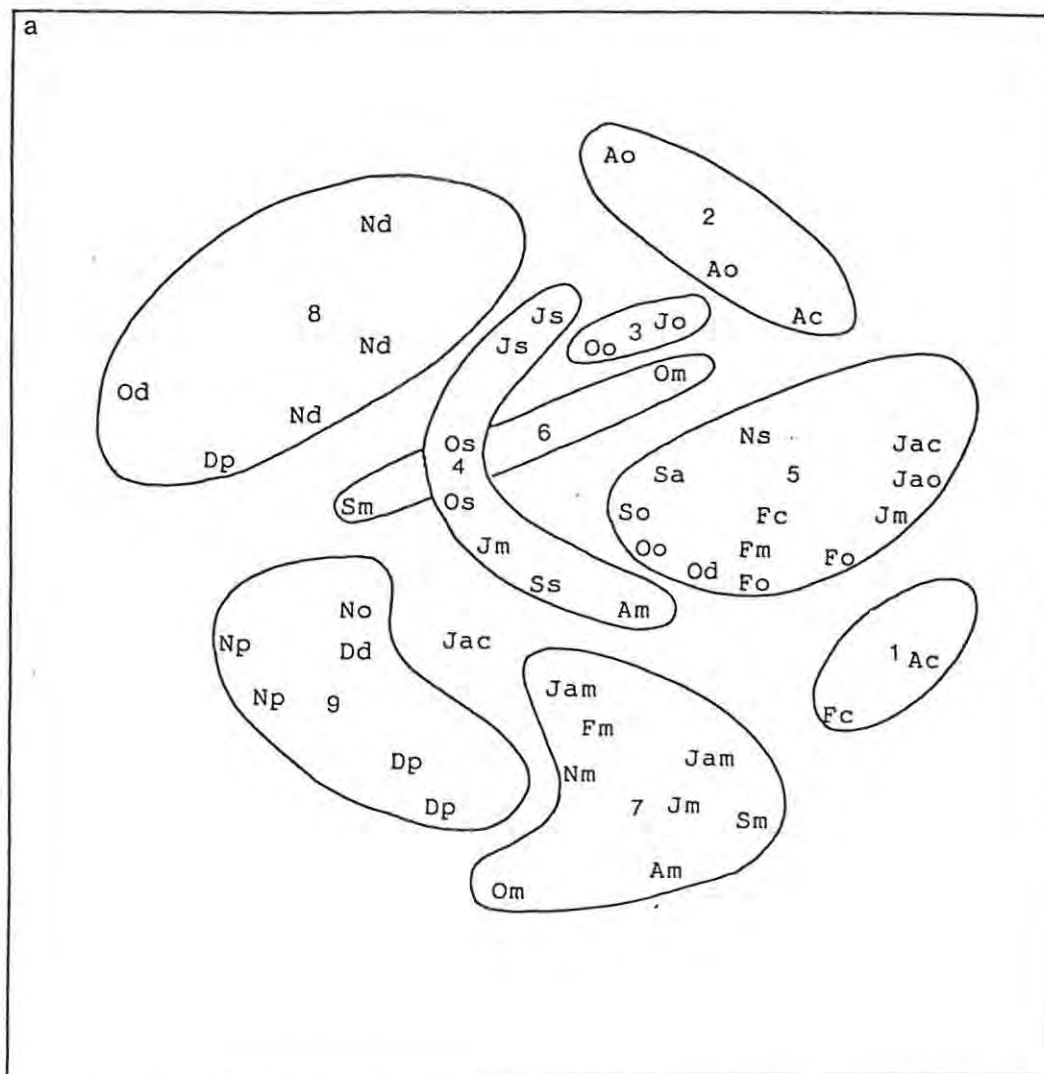 a
Ao
2
Nd
Ao
8
Js
Js
3 Jo
Ac
Nd
Oo
Om
Od
Nd
6
Os
Ns
Jac
Dp
4
Sa
5
Jao
Sm
Os
So
Fc
Jm
Jm
Oo
Fm
Fo
Ss
Od
Fo
No
Am
Np
Dd
Jac
1 Ac
Np
9
Jam
Fc
Fm
Dp
Nm
Jam
Dp
7
Jm
Sm
Om
Am